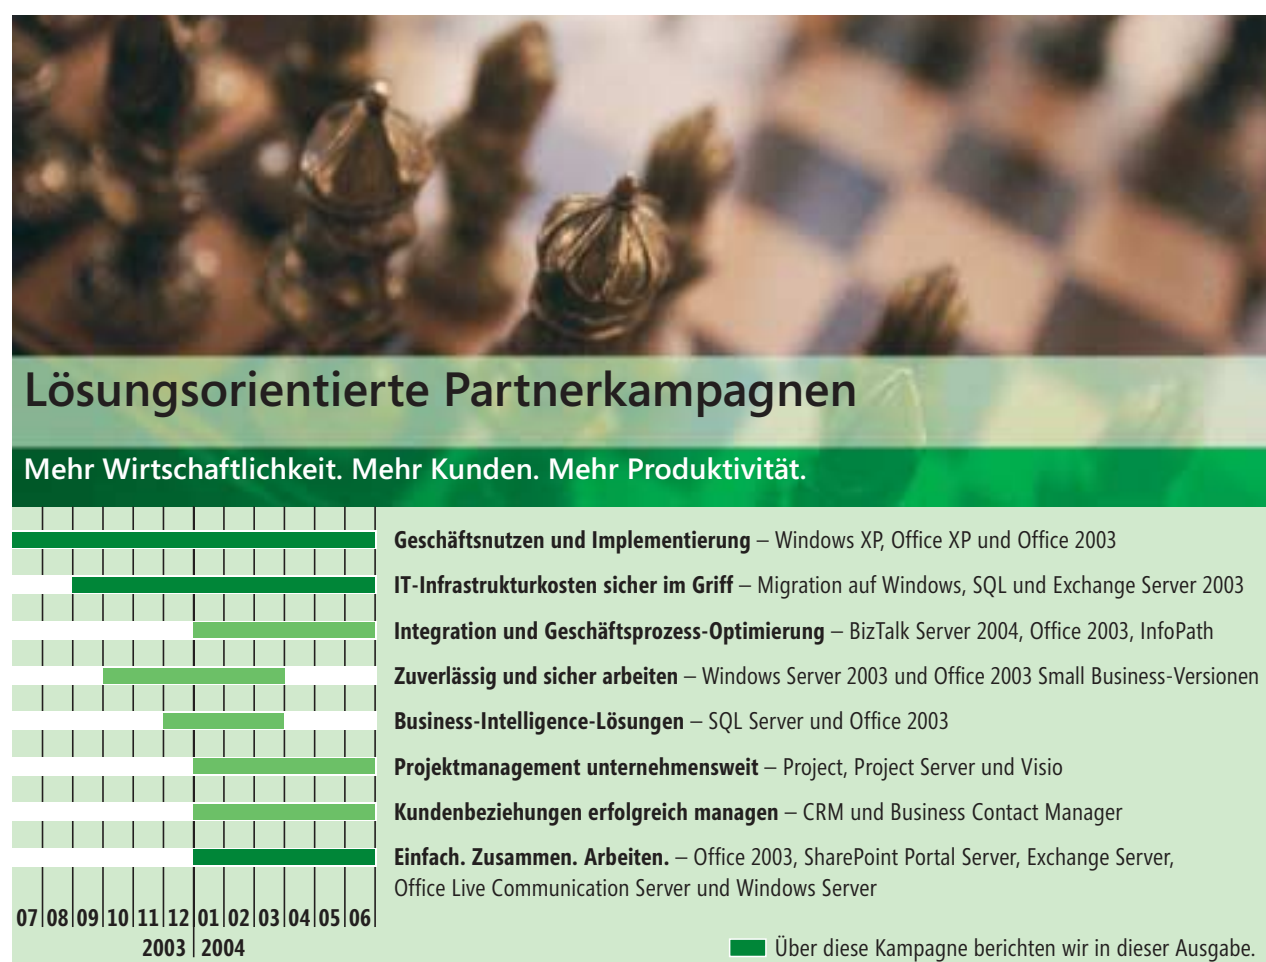 Lösungsorientierte Partnerkampagnen
Mehr Wirtschaftlichkeit. Mehr Kunden. Mehr Produktivität.
Geschäftsnutzen und Implementierung – Windows XP, Office XP und Office 2003
IT-Infrastrukturkosten sicher im Griff – Migration auf Windows, SQL und Exchange Server 2003
Integration und Geschäftsprozess-Optimierung – BizTalk Server 2004, Office 2003, InfoPath
Zuverlässig und sicher arbeiten – Windows Server 2003 und Office 2003 Small Business-Versionen
Business-Intelligence-Lösungen – SQL Server und Office 2003
Projektmanagement unternehmensweit – Project, Project Server und Visio
Kundenbeziehungen erfolgreich managen – CRM und Business Contact Manager
Einfach. Zusammen. Arbeiten. – Office 2003, SharePoint Portal Server, Exchange Server,
Office Live Communication Server und Windows Server
07 08 09 10 11 12 01 02 03 04 05 06
2003 2004
Über diese Kampagne berichten wir in dieser Ausgabe.